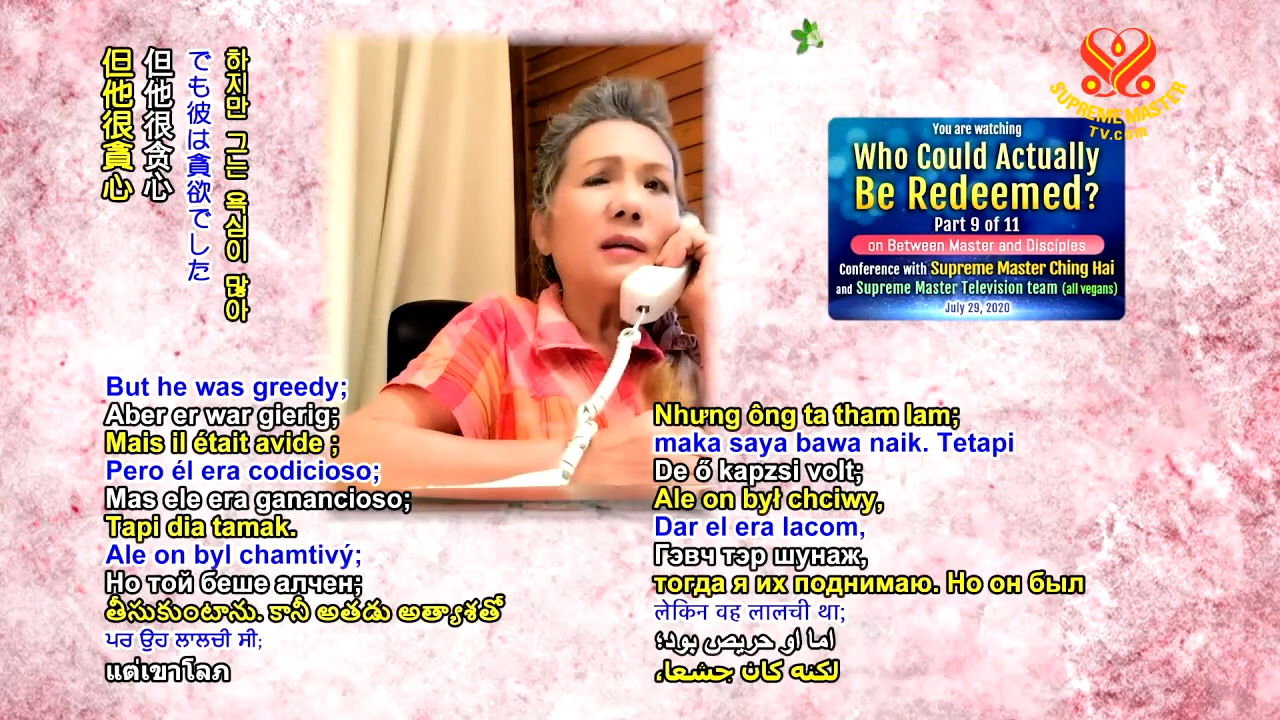 但他很貪心
但他很贪心
でも彼は貪欲でした
하지만 그는 욕심이 많아
SUPREME MASTER
TV.com
You are watching
Who Could Actually
Be Redeemed?
Part 9 of 11
on Between Master and Disciples
Conference with Supreme Master Ching Hai
and Supreme Master Television team (all vegans)
July 29, 2020
But he was greedy;
Aber er war gierig;
Mais il était avide ;
Pero él era codicioso;
Mas ele era ganancioso;
Tapi dia tamak.
Ale on byl chamtivý;
Но той беше алчен;
తీసుకుంటాను. కానీ అతడు అత్యాశతో
ਪਰ ਉਹ ਲਾਲਚੀ ਸੀ;
แต่เขาโลภ
Nhưng ông ta tham lam;
maka saya bawa naik. Tetapi
De ő kapzsi volt;
Ale on był chciwy,
Dar el era lacom,
Гэвч тэр шунаж,
тогда я их поднимаю. Но он был
लेकिन वह लालची था;
اما او حریص بود؛
لكنه كان جشعا،